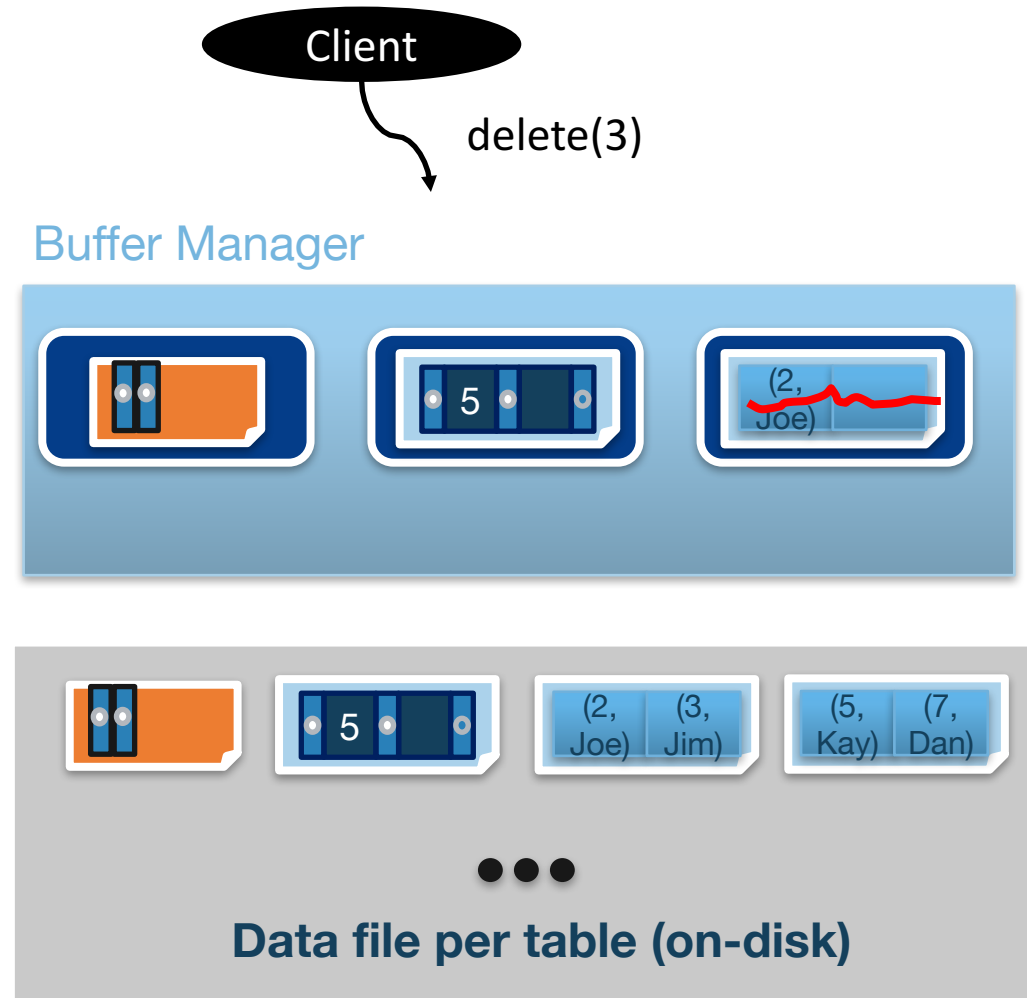 Client
delete(3)
Buffer Manager
5
(2,
Joe)
5
(2,
Joe)
(3,
Jim)
(5,
Kay)
(7,
Dan)
Data file per table (on-disk)